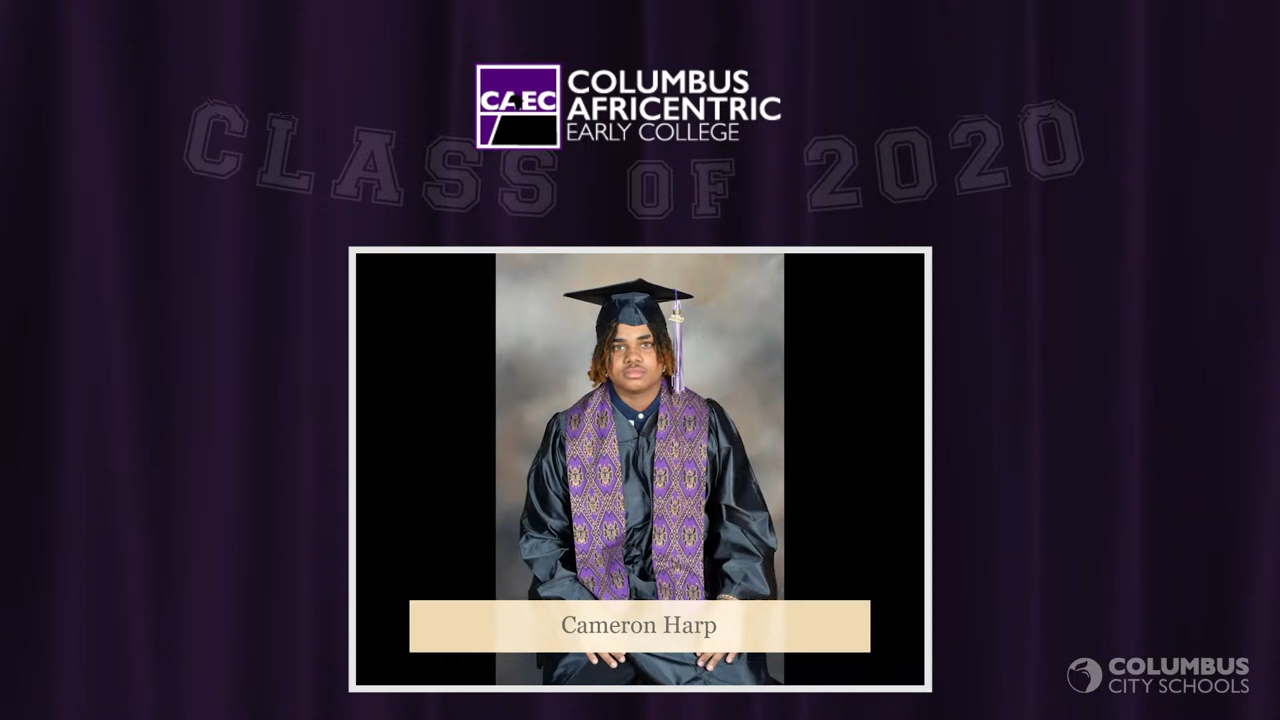 CAEC
COLUMBUS
AFRICENTRIC
EARLY COLLEGE
CLASS OF 2020
Cameron Harp
COLUMBUS
CITY SCHOOLS